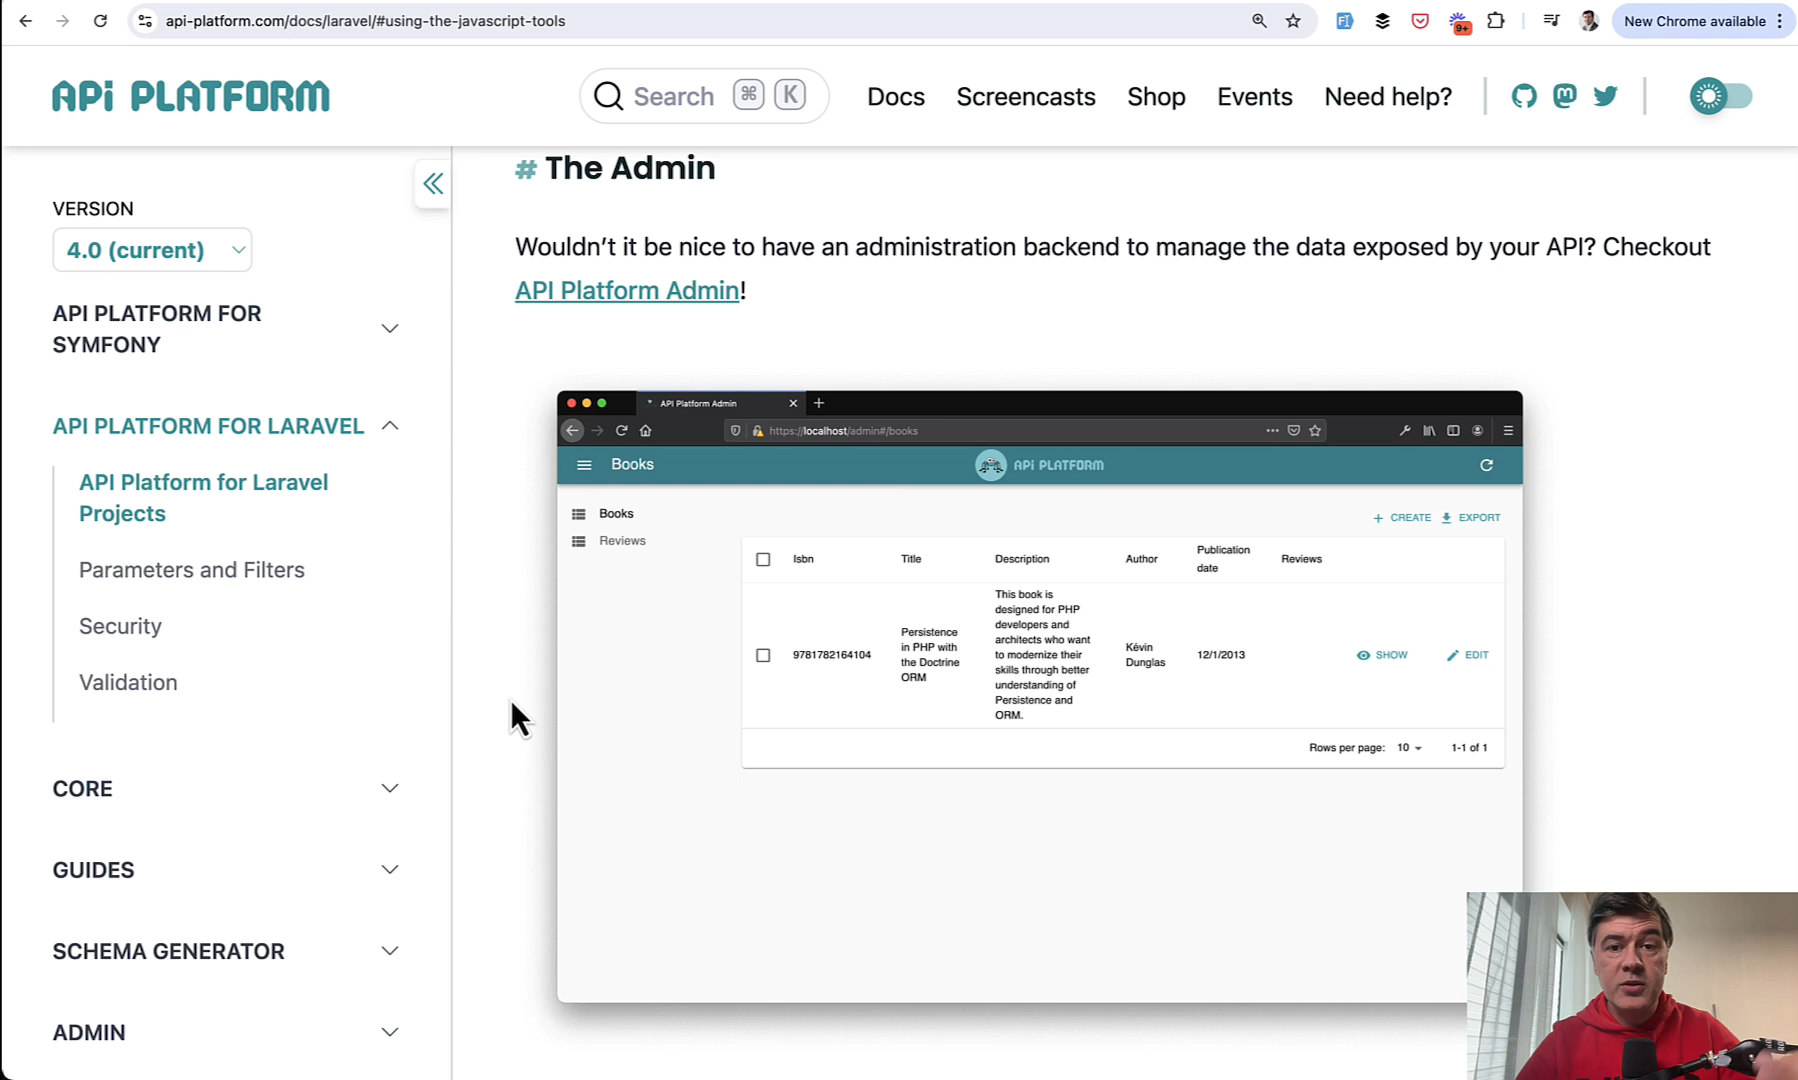 api-platform.com/docs/laravel/#using-the-javascript-tools
9+
New Chrome available
API PLATFORM
Search ⌘ K
Docs
Screencasts
Shop
Events
Need help?
VERSION
4.0 (current)
API PLATFORM FOR
SYMFONY
API PLATFORM FOR LARAVEL
API Platform for Laravel
Projects
Parameters and Filters
Security
Validation
CORE
GUIDES
SCHEMA GENERATOR
ADMIN
# The Admin
Wouldn’t it be nice to have an administration backend to manage the data exposed by your API? Checkout
API Platform Admin!
API Platform Admin
https://localhost/admin#/books
Books
API PLATFORM
Books
Reviews
CREATE
EXPORT
Isbn
Title
Description
Author
Publication
date
Reviews
9781782164104
Persistence
in PHP with
the Doctrine
ORM
This book is
designed for PHP
developers and
architects who want
to modernize their
skills through better
understanding of
Persistence and
ORM.
Kévin
Dunglas
12/1/2013
SHOW
EDIT
Rows per page: 10
1-1 of 1